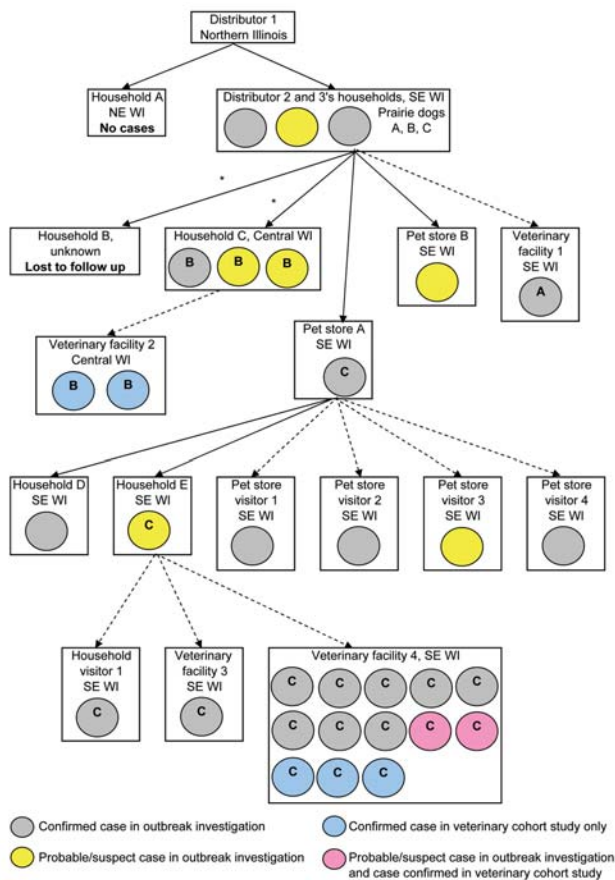 Distributor 1
Northern Illinois
Household A
NE WI
No cases
Distributor 2 and 3's households, SE WI
Prairie dogs
A, B, C
*
*
Household B,
unknown
Lost to follow up
Household C, Central WI
B
B
B
Pet store B
SE WI
Veterinary
facility 1
SE WI
A
Veterinary facility 2
Central WI
B
B
Pet store A
SE WI
C
Household D
SE WI
Household E
SE WI
C
Pet store
visitor 1
SE WI
Pet store
visitor 2
SE WI
Pet store
visitor 3
SE WI
Pet store
visitor 4
SE WI
Household
visitor 1
SE WI
C
Veterinary
facility 3
SE WI
C
Veterinary facility 4, SE WI
C C C C C
C C C C C
C C C
Confirmed case in outbreak investigation
Probable/suspect case in outbreak investigation
Confirmed case in veterinary cohort study only
Probable/suspect case in outbreak investigation
and case confirmed in veterinary cohort study